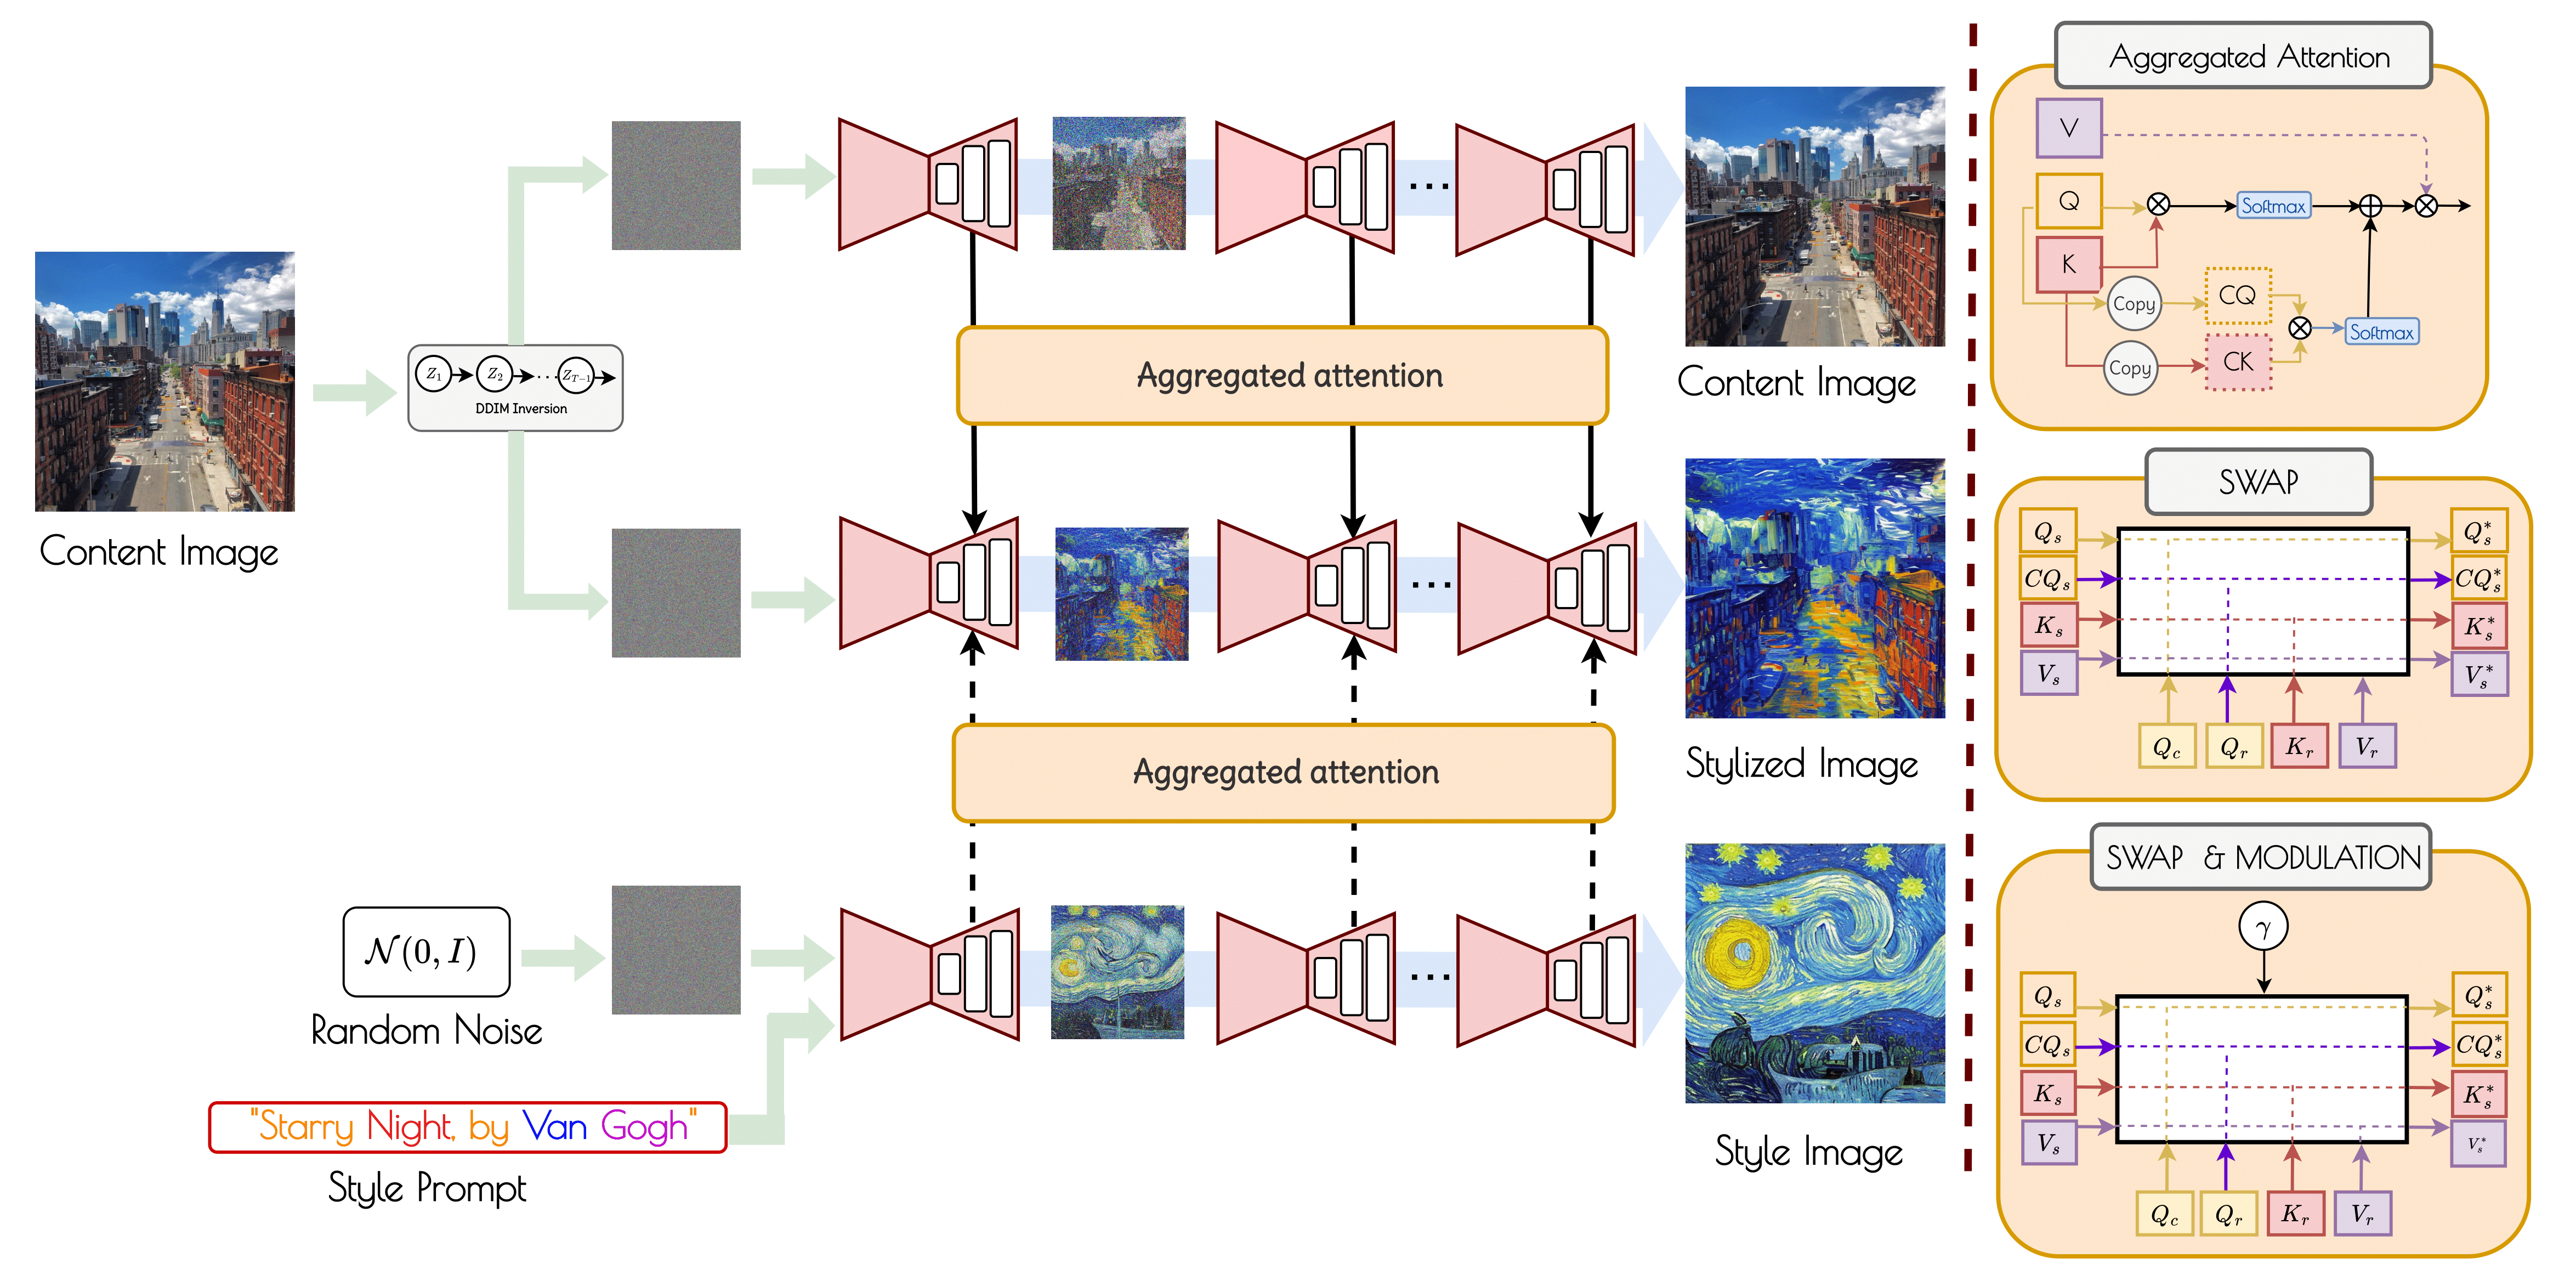 Content Image
Z_1
Z_2
...
Z_{T-1}
DDIM Inversion
N(0, I)
Random Noise
"Starry Night, by Van Gogh"
Style Prompt
...
Aggregated attention
...
Aggregated attention
...
Content Image
Stylized Image
Style Image
Aggregated Attention
V
Q
Softmax
K
Copy
CQ
Softmax
Copy
CK
SWAP
Q_s
Q_s^*
CQ_s
CQ_s^*
K_s
K_s^*
V_s
V_s^*
Q_c
Q_r
K_r
V_r
SWAP & MODULATION
γ
Q_s
Q_s^*
CQ_s
CQ_s^*
K_s
K_s^*
V_s
V_s^*
Q_c
Q_r
K_r
V_r